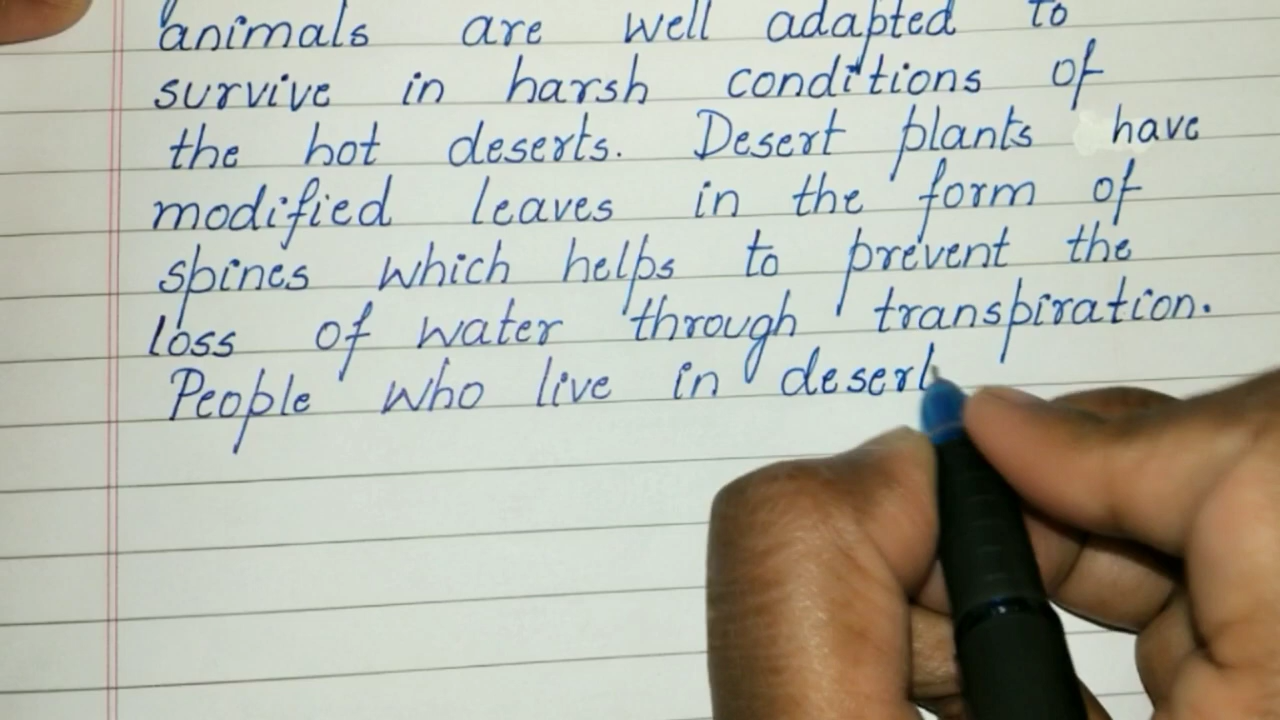 animals are well adapted to
survive in harsh conditions of
the hot deserts. Desert plants have
modified leaves in the form of
spines which helps to prevent the
loss of water through transpiration.
People who live in desert